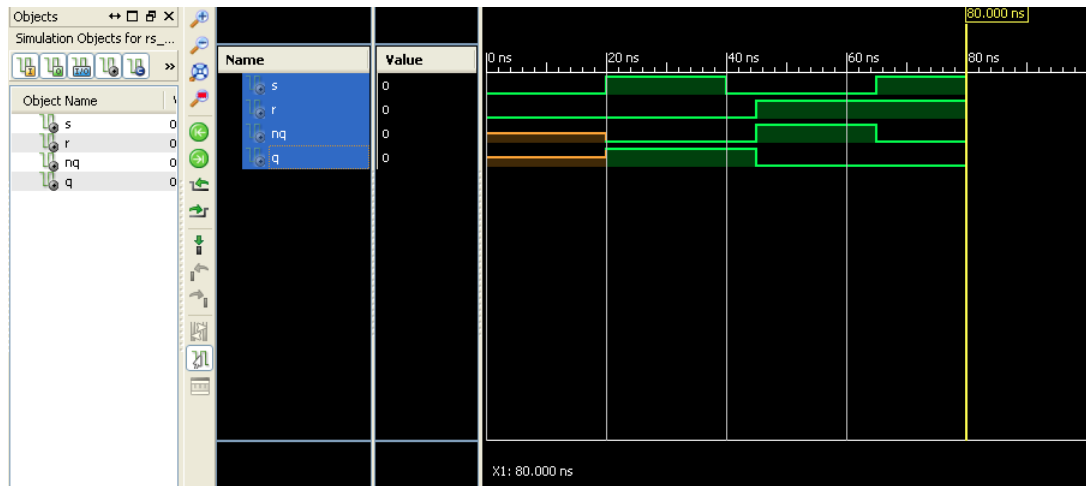 Objects
Simulation Objects for rs_...
»
Object Name
s 0
r 0
nq 0
q 0
Name Value
s 0
r 0
nq 0
q 0
80.000 ns
0 ns 20 ns 40 ns 60 ns 80 ns
X1: 80.000 ns